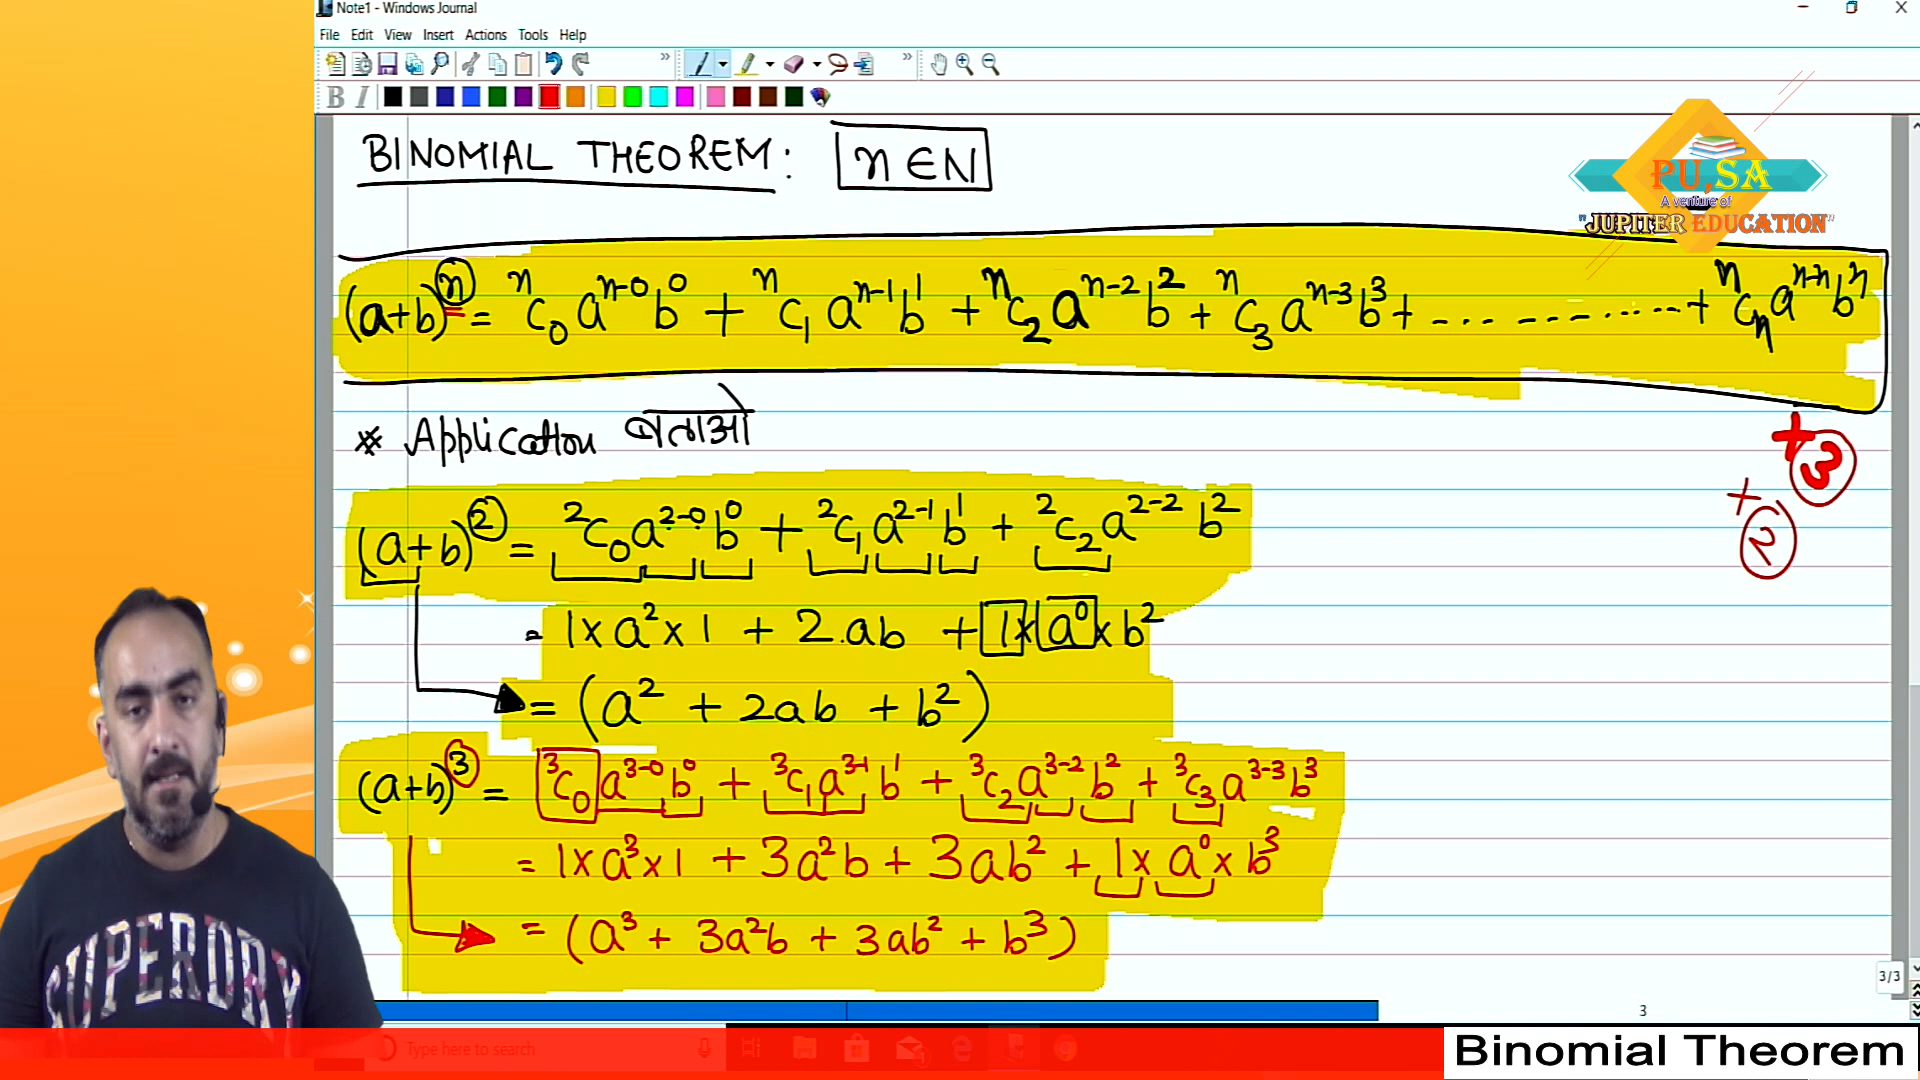 Note1 - Windows Journal
File Edit View Insert Actions Tools Help
B I
BINOMIAL THEOREM : n ∈ N
PU,SA
A venture of
"JUPITER EDUCATION"
(a+b)ⁿ = ⁿC₀ aⁿ⁻⁰ b⁰ + ⁿC₁ aⁿ⁻¹ b¹ + ⁿC₂ aⁿ⁻² b² + ⁿC₃ aⁿ⁻³ b³ + ............ + ⁿCₙ aⁿ⁻ⁿ bⁿ
* Application बताओ
+ 3
+ 2
(a+b)² = ²C₀ a²⁻⁰ b⁰ + ²C₁ a²⁻¹ b¹ + ²C₂ a²⁻² b²
= 1 × a² × 1 + 2.ab + 1 × a⁰ × b²
= (a² + 2ab + b²)
(a+b)³ = ³C₀ a³⁻⁰ b⁰ + ³C₁ a³⁻¹ b¹ + ³C₂ a³⁻² b² + ³C₃ a³⁻³ b³
= 1 × a³ × 1 + 3a²b + 3ab² + 1 × a⁰ × b³
= (a³ + 3a²b + 3ab² + b³)
SUPERDRY
3/3
3
Type here to search
Binomial Theorem